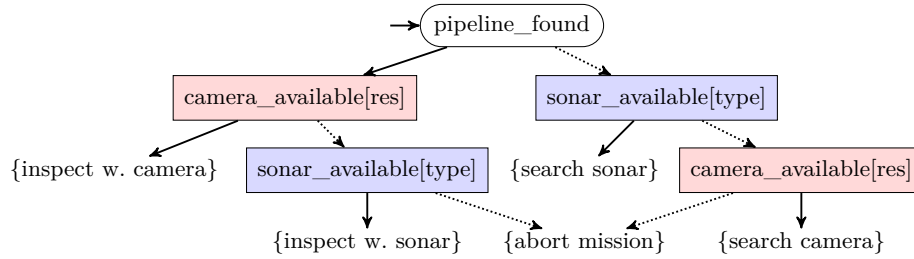 pipeline_found
camera_available[res]
sonar_available[type]
{inspect w. camera}
sonar_available[type]
{search sonar}
camera_available[res]
{inspect w. sonar}
{abort mission}
{search camera}